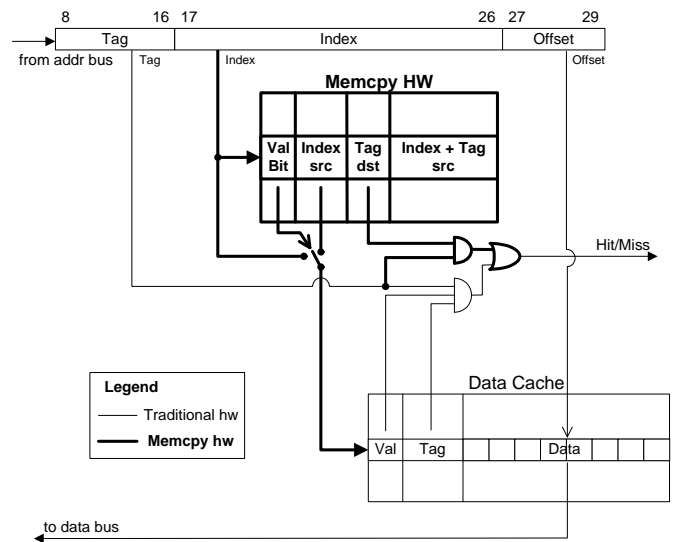 8 16 17 26 27 29
Tag Index Offset
from addr bus Tag Index Offset
Memcpy HW
Val Index Tag Index + Tag
Bit src dst src
Hit/Miss
Legend
Traditional hw
Memcpy hw
Data Cache
Val Tag Data
to data bus